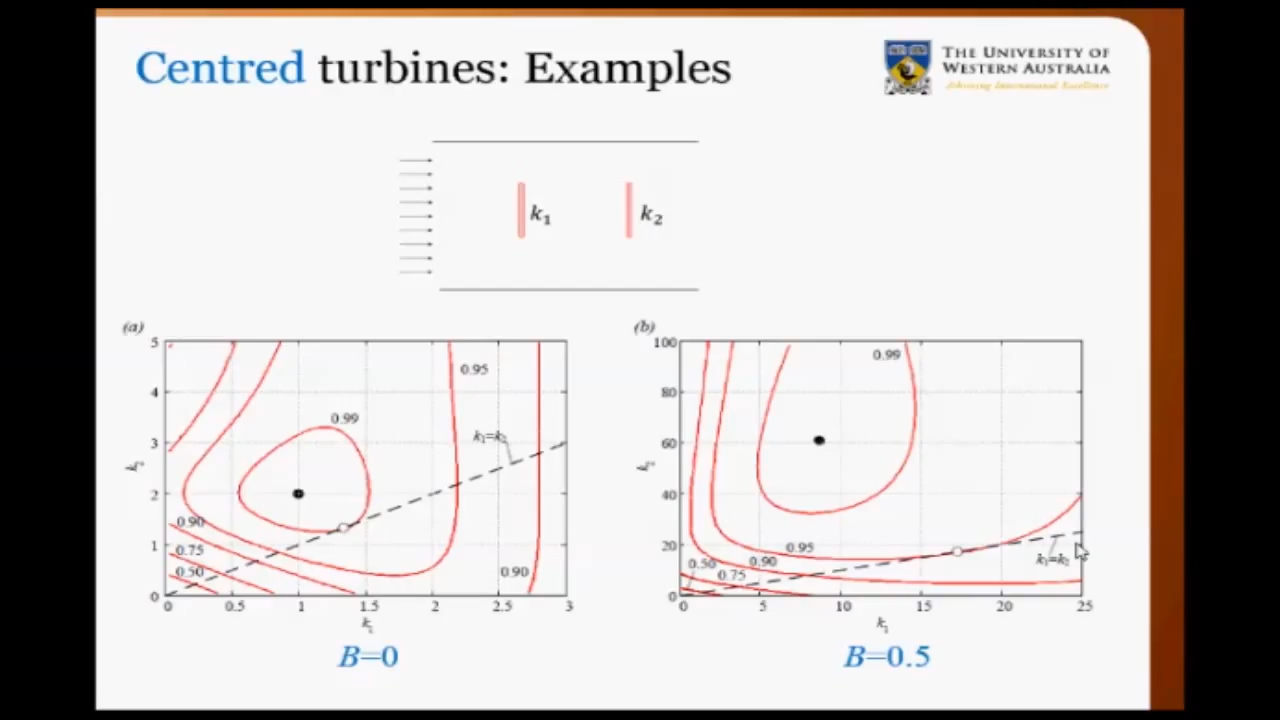 Centred turbines: Examples
THE UNIVERSITY OF
WESTERN AUSTRALIA
Achieving International Excellence
k₁
k₂
(a)
5
4
3
2
1
0
k₂
0.99
0.95
k₁=k₂
0.90
0.75
0.50
0.90
0
0.5
1
1.5
2
2.5
3
k₁
B=0
(b)
100
80
60
40
20
0
k₂
0.99
0.95
0.90
0.50
0.75
k₁=k₂
0
5
10
15
20
25
k₁
B=0.5